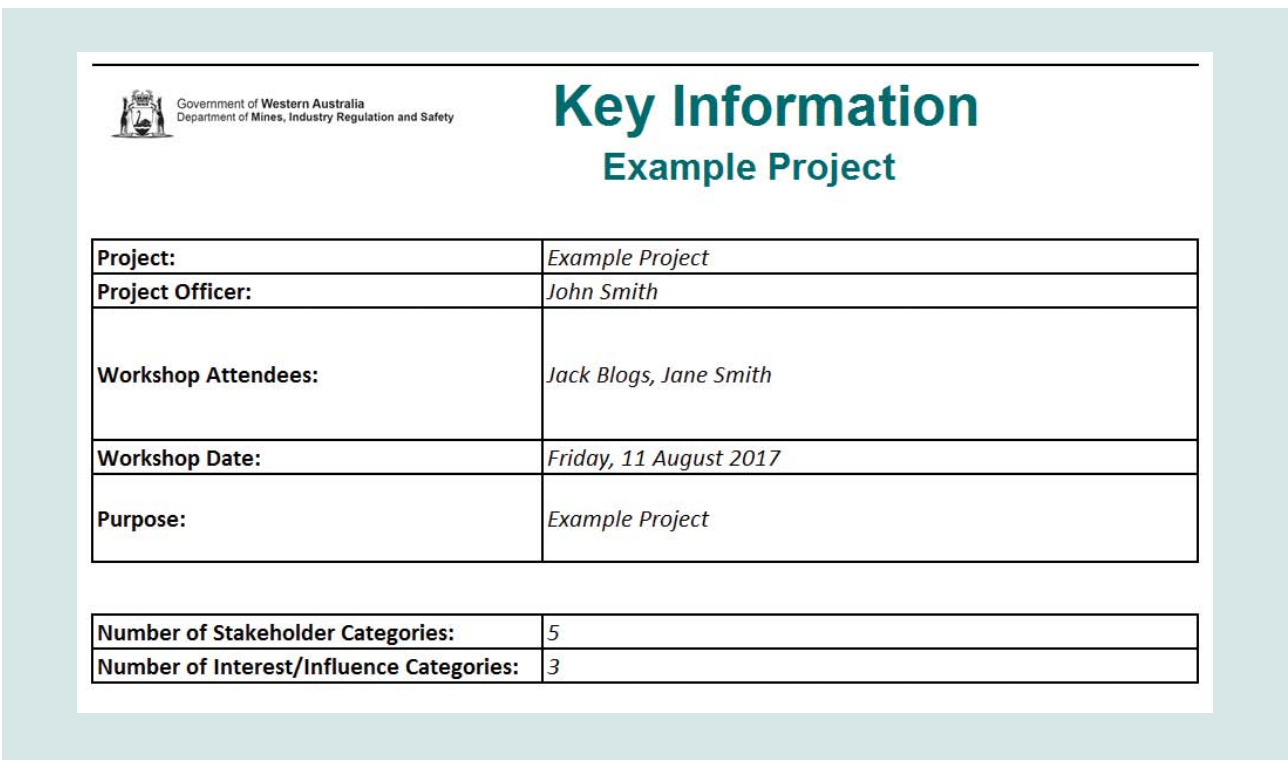 Government of Western Australia
Department of Mines, Industry Regulation and Safety
Key Information
Example Project
Project: Example Project
Project Officer: John Smith
Workshop Attendees: Jack Blogs, Jane Smith
Workshop Date: Friday, 11 August 2017
Purpose: Example Project
Number of Stakeholder Categories: 5
Number of Interest/Influence Categories: 3